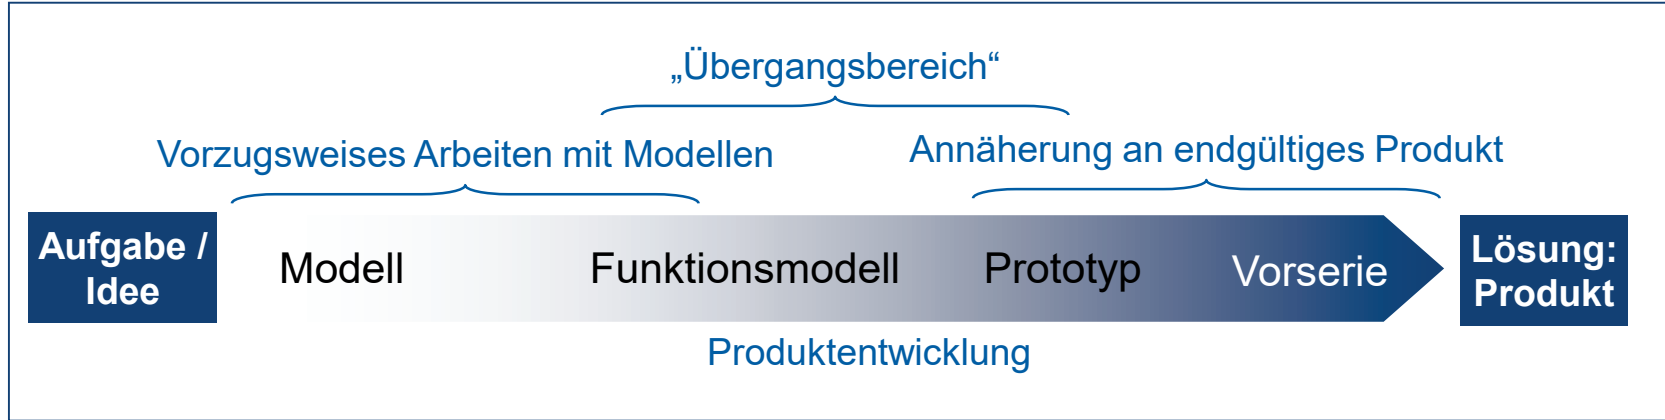 „Übergangsbereich“
Vorzugsweises Arbeiten mit Modellen
Annäherung an endgültiges Produkt
Aufgabe /
Idee
Modell
Funktionsmodell
Prototyp
Vorserie
Lösung:
Produkt
Produktentwicklung